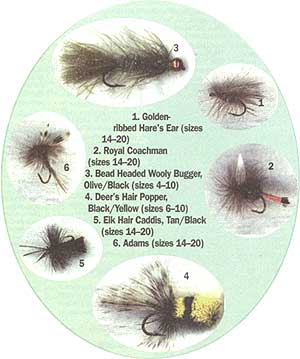 3
1. Golden-
ribbed Hare's Ear (sizes
14–20)
2. Royal Coachman
(sizes 14–20)
3. Bead Headed Wooly Bugger,
Olive/Black (sizes 4–10)
4. Deer's Hair Popper,
Black/Yellow (sizes 6–10)
5. Elk Hair Caddis, Tan/Black
(sizes 14–20)
6. Adams (sizes 14–20)
1
2
6
5
4